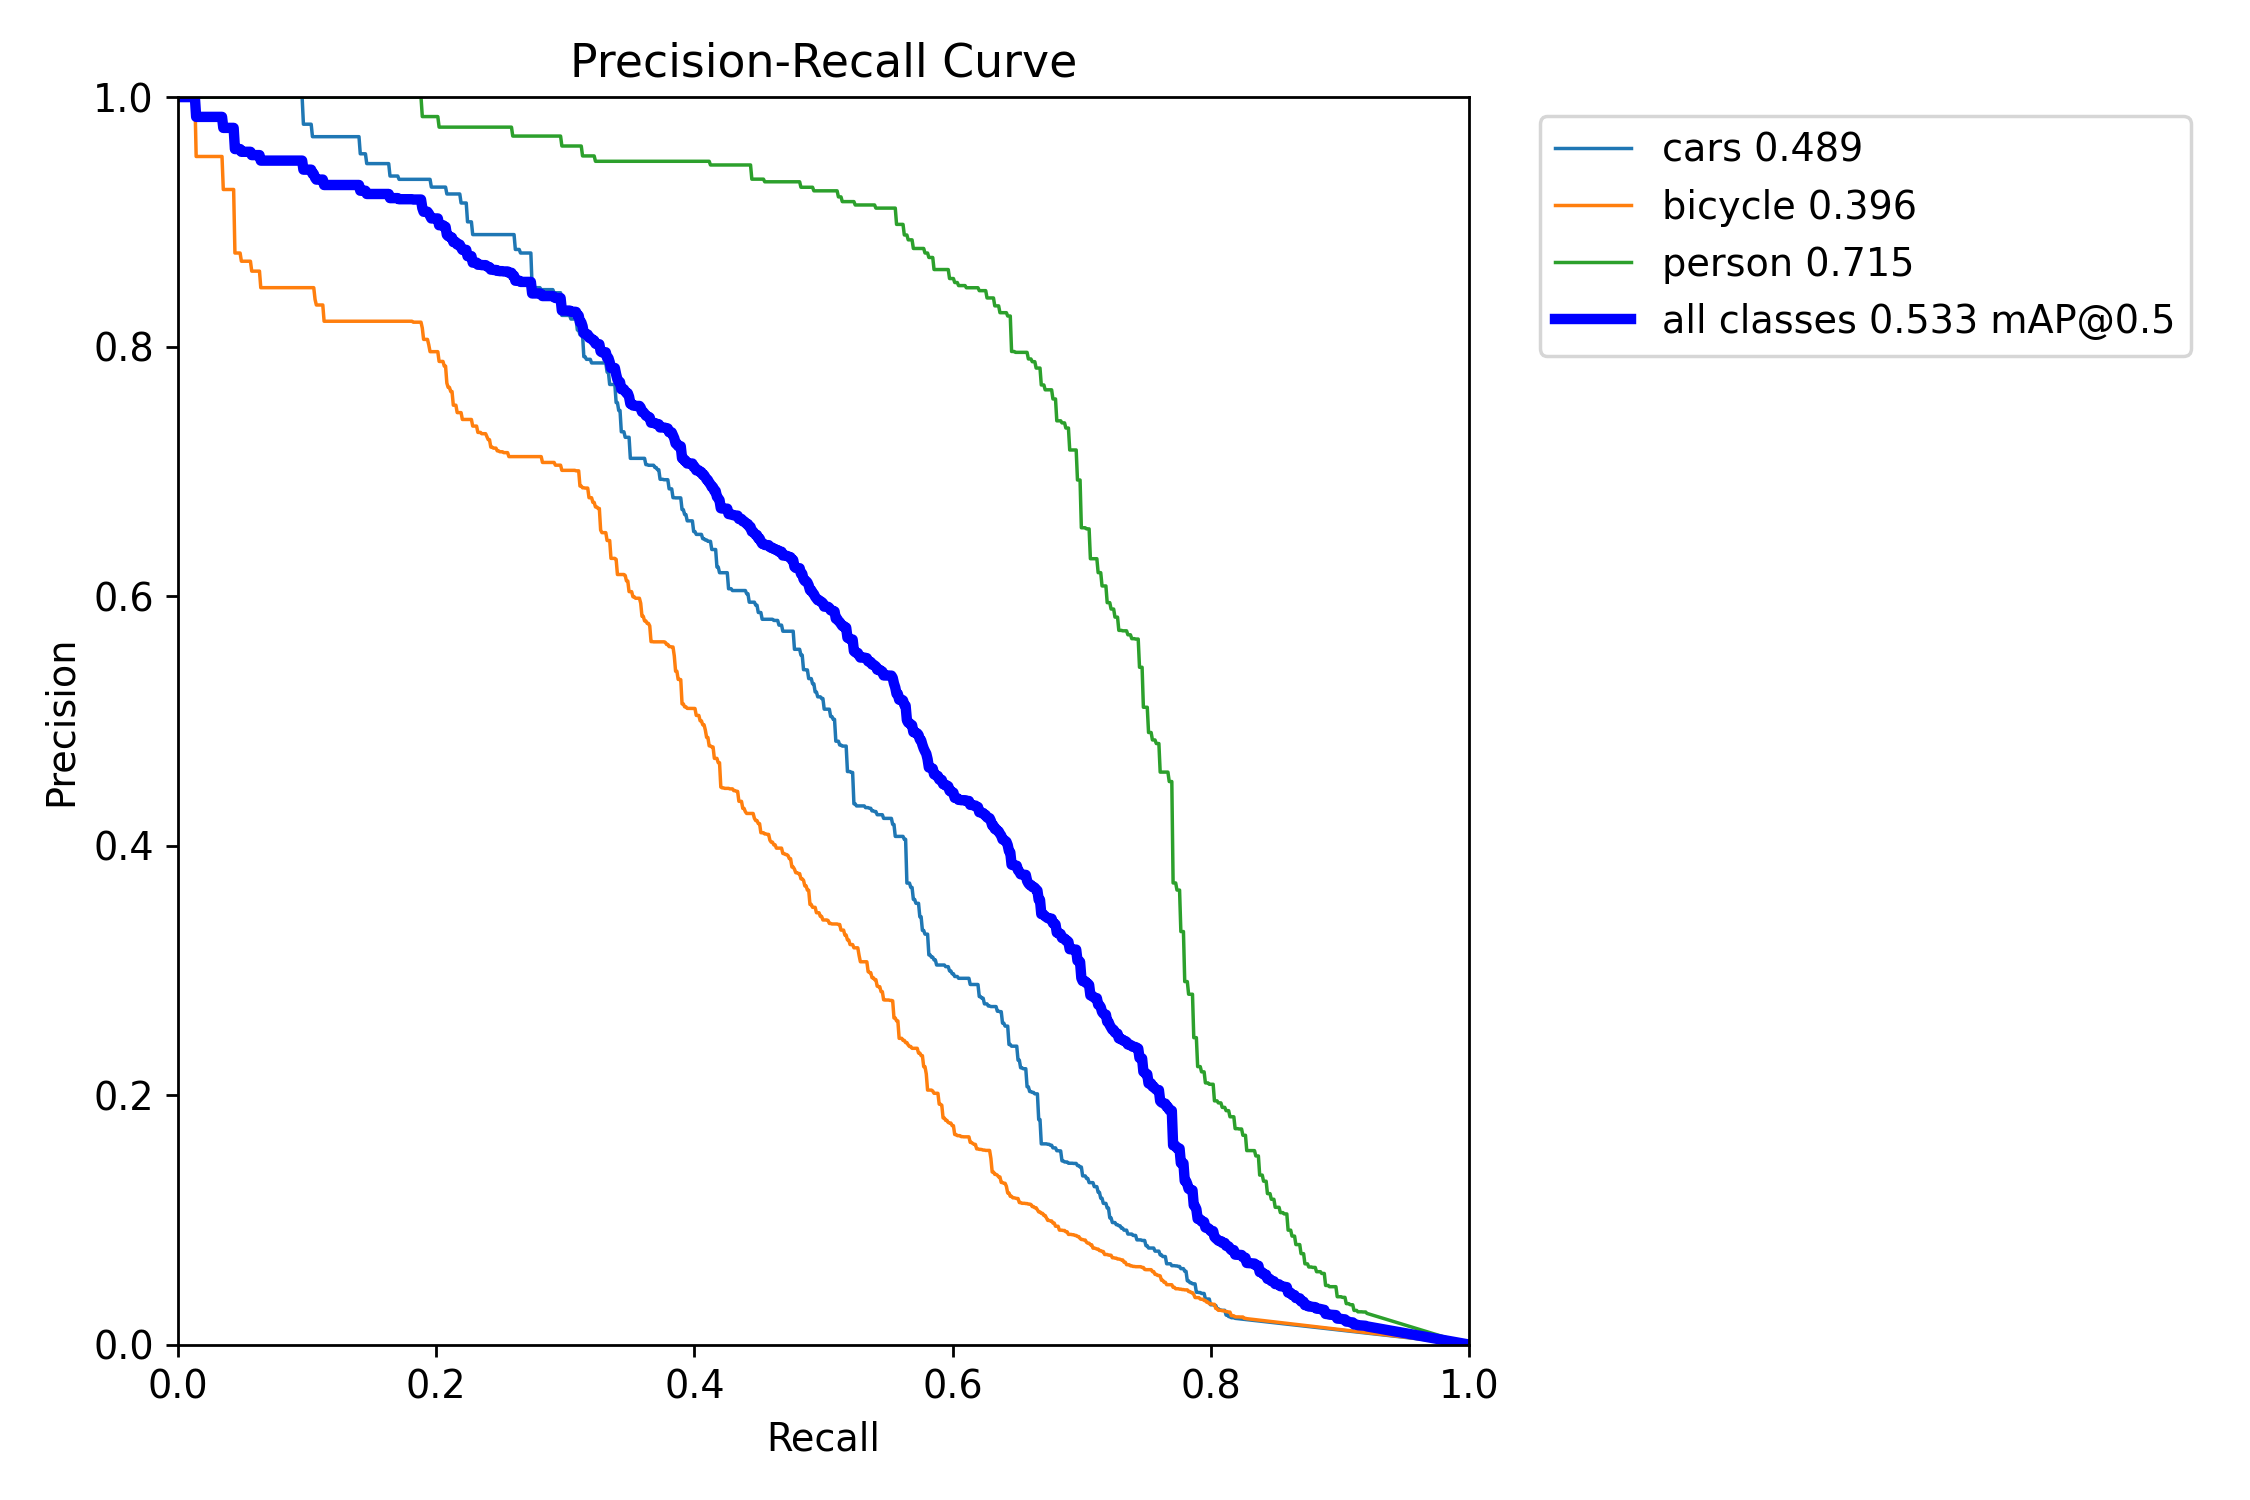 Precision-Recall Curve
1.0
0.8
0.6
0.4
0.2
0.0
Precision
0.0 0.2 0.4 0.6 0.8 1.0
Recall
cars 0.489
bicycle 0.396
person 0.715
all classes 0.533 mAP@0.5